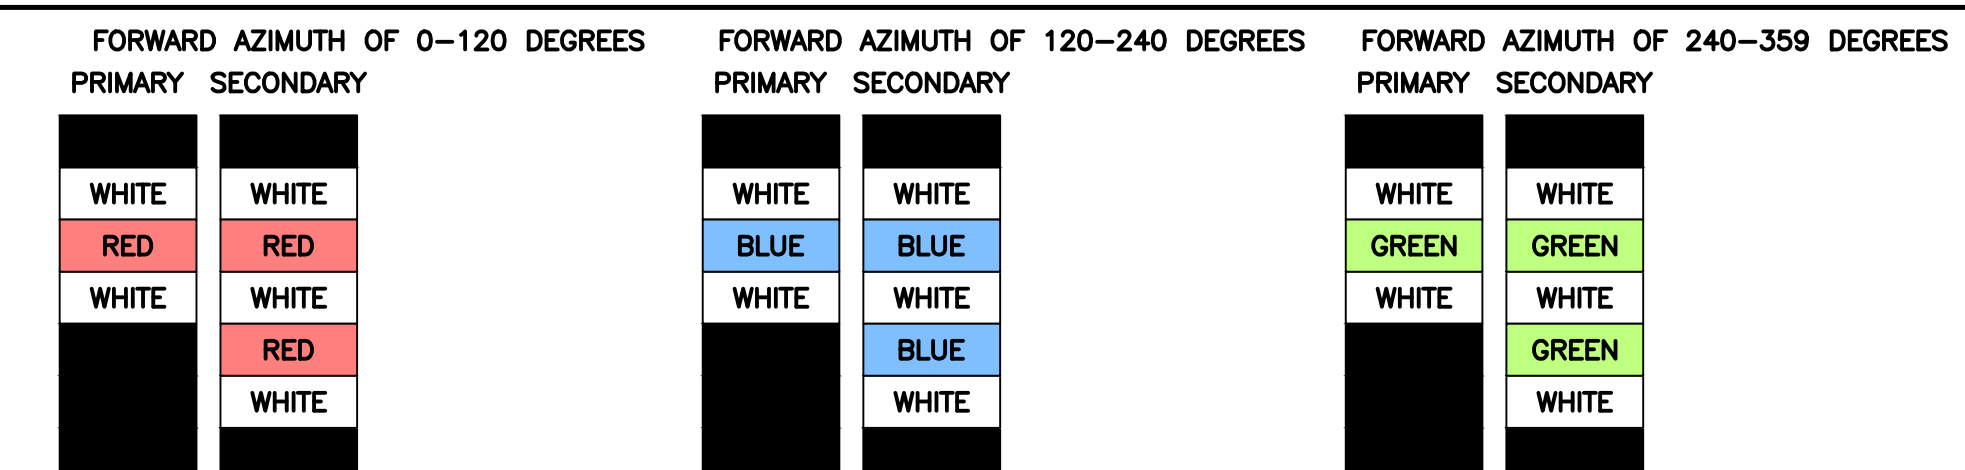 FORWARD AZIMUTH OF 0-120 DEGREES
PRIMARY SECONDARY
WHITE WHITE
RED RED
WHITE WHITE
RED
WHITE
FORWARD AZIMUTH OF 120-240 DEGREES
PRIMARY SECONDARY
WHITE WHITE
BLUE BLUE
WHITE WHITE
BLUE
WHITE
FORWARD AZIMUTH OF 240-359 DEGREES
PRIMARY SECONDARY
WHITE WHITE
GREEN GREEN
WHITE WHITE
GREEN
WHITE